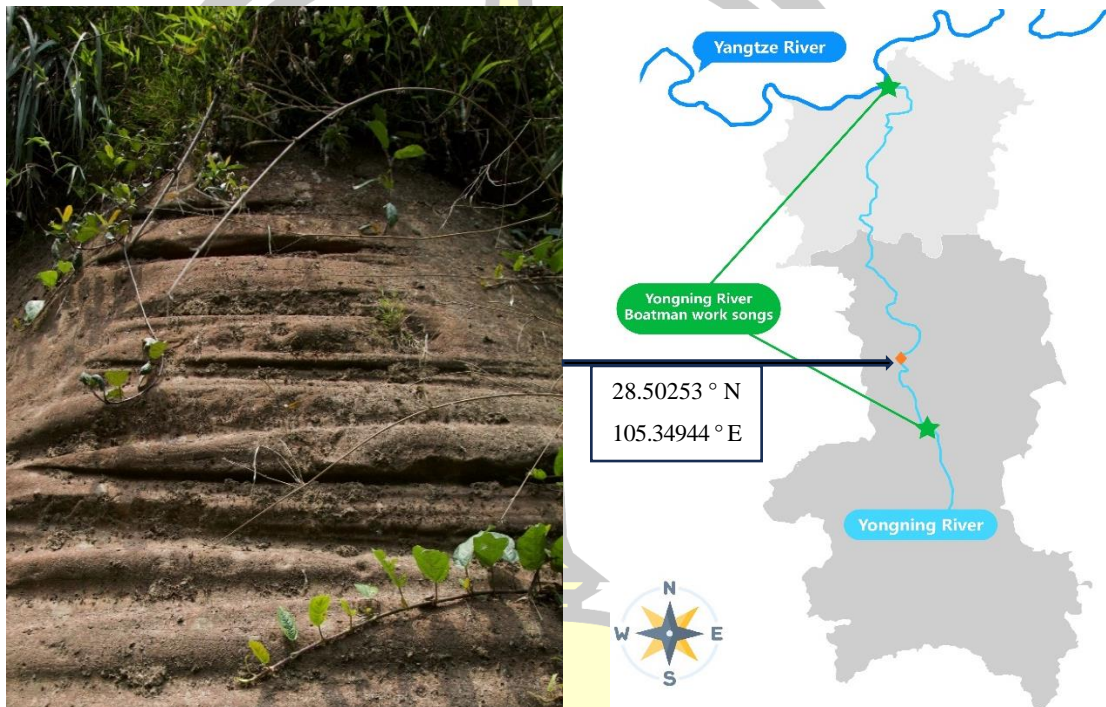 Yangtze River
Yongning River
Boatman work songs
28.50253 ° N
105.34944 ° E
Yongning River
N
W E
S